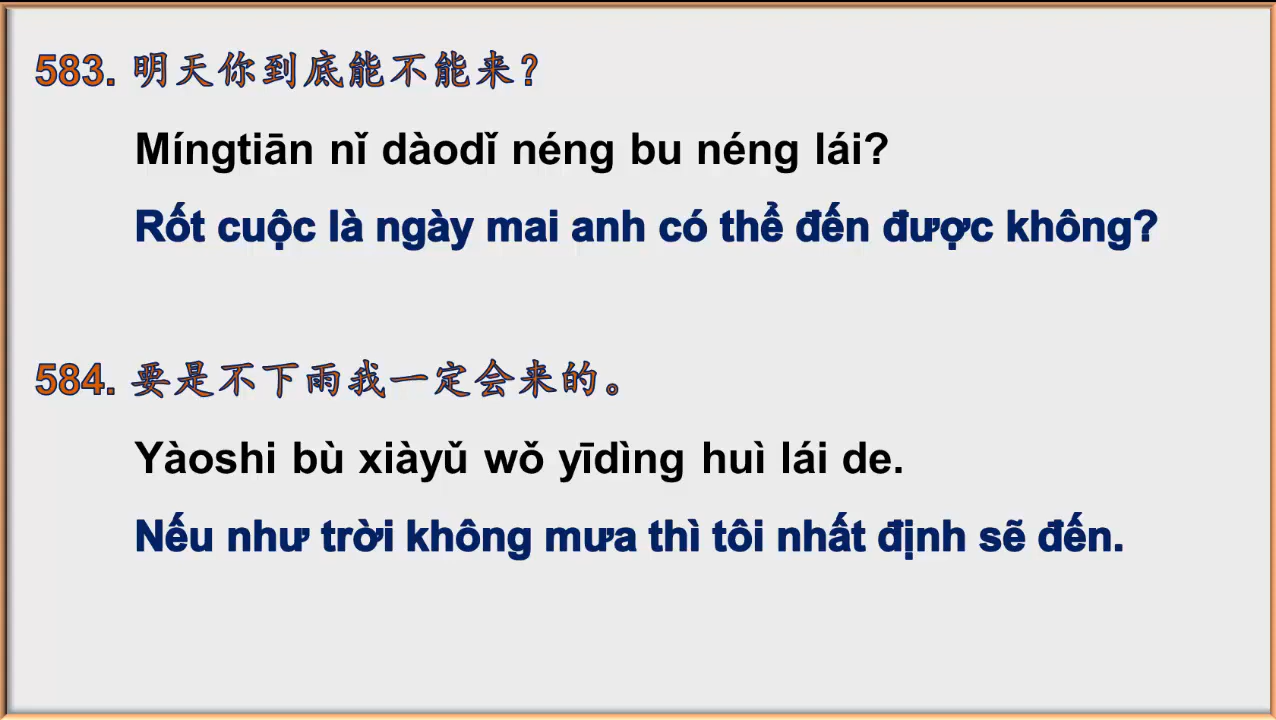 583. 明天你到底能不能来？
Míngtiān nǐ dàodǐ néng bu néng lái?
Rốt cuộc là ngày mai anh có thể đến được không?
584. 要是不下雨我一定会来的。
Yàoshi bù xiàyǔ wǒ yīdìng huì lái de.
Nếu như trời không mưa thì tôi nhất định sẽ đến.